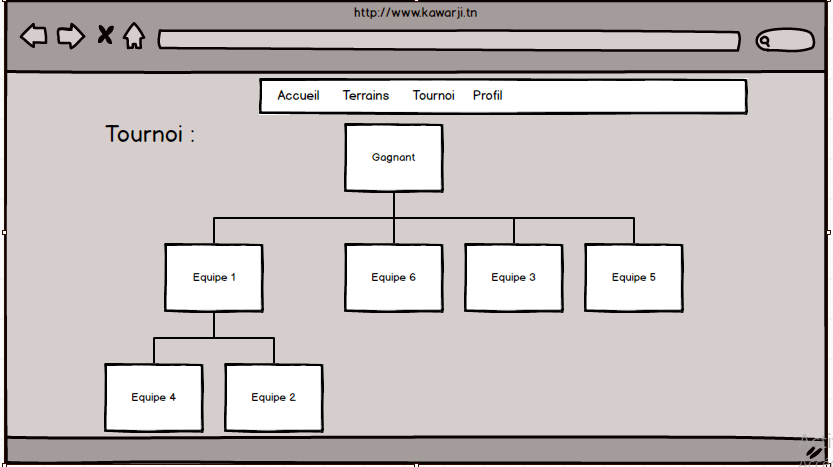 http://www.kawarji.tn
Accueil Terrains Tournoi Profil
Tournoi :
Gagnant
Equipe 1 Equipe 6 Equipe 3 Equipe 5
Equipe 4 Equipe 2